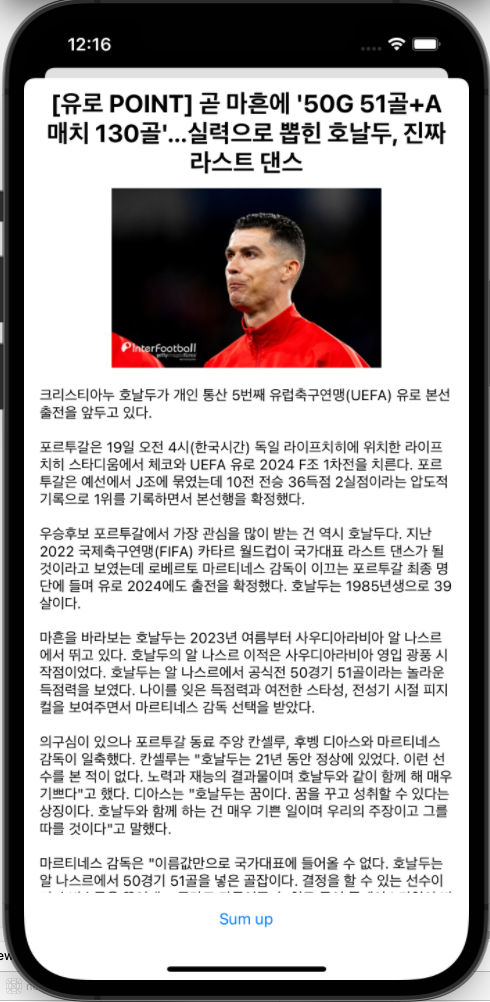 12:16
[유로 POINT] 곧 마흔에 '50G 51골+A
매치 130골'...실력으로 뽑힌 호날두, 진짜
라스트 댄스
InterFootball
크리스티아누 호날두가 개인 통산 5번째 유럽축구연맹(UEFA) 유로 본선
출전을 앞두고 있다.
포르투갈은 19일 오전 4시(한국시간) 독일 라이프치히에 위치한 라이프
치히 스타디움에서 체코와 UEFA 유로 2024 F조 1차전을 치른다. 포르
투갈은 예선에서 J조에 묶였는데 10전 전승 36득점 2실점이라는 압도적
기록으로 1위를 기록하면서 본선행을 확정했다.
우승후보 포르투갈에서 가장 관심을 많이 받는 건 역시 호날두다. 지난
2022 국제축구연맹(FIFA) 카타르 월드컵이 국가대표 라스트 댄스가 될
것이라고 보였는데 로베르토 마르티네스 감독이 이끄는 포르투갈 최종 명
단에 들며 유로 2024에도 출전을 확정했다. 호날두는 1985년생으로 39
살이다.
마흔을 바라보는 호날두는 2023년 여름부터 사우디아라비아 알 나스르
에서 뛰고 있다. 호날두의 알 나스르 이적은 사우디아라비아 영입 광풍 시
작점이었다. 호날두는 알 나스르에서 공식전 50경기 51골이라는 놀라운
득점력을 보였다. 나이를 잊은 득점력과 여전한 스타성, 전성기 시절 피지
컬을 보여주면서 마르티네스 감독 선택을 받았다.
의구심이 있으나 포르투갈 동료 주앙 칸셀루, 후벵 디아스와 마르티네스
감독이 일축했다. 칸셀루는 "호날두는 21년 동안 정상에 있었다. 이런 선
수를 본 적이 없다. 노력과 재능의 결과물이며 호날두와 같이 함께 해 매우
기쁘다"고 했다. 디아스는 "호날두는 꿈이다. 꿈을 꾸고 성취할 수 있다는
상징이다. 호날두와 함께 하는 건 매우 기쁜 일이며 우리의 주장이고 그를
따를 것이다"고 말했다.
마르티네스 감독은 "이름값만으로 국가대표에 들어올 수 없다. 호날두는
알 나스르에서 50경기 51골을 넣은 골잡이다. 결정을 할 수 있는 선수이
Sum up